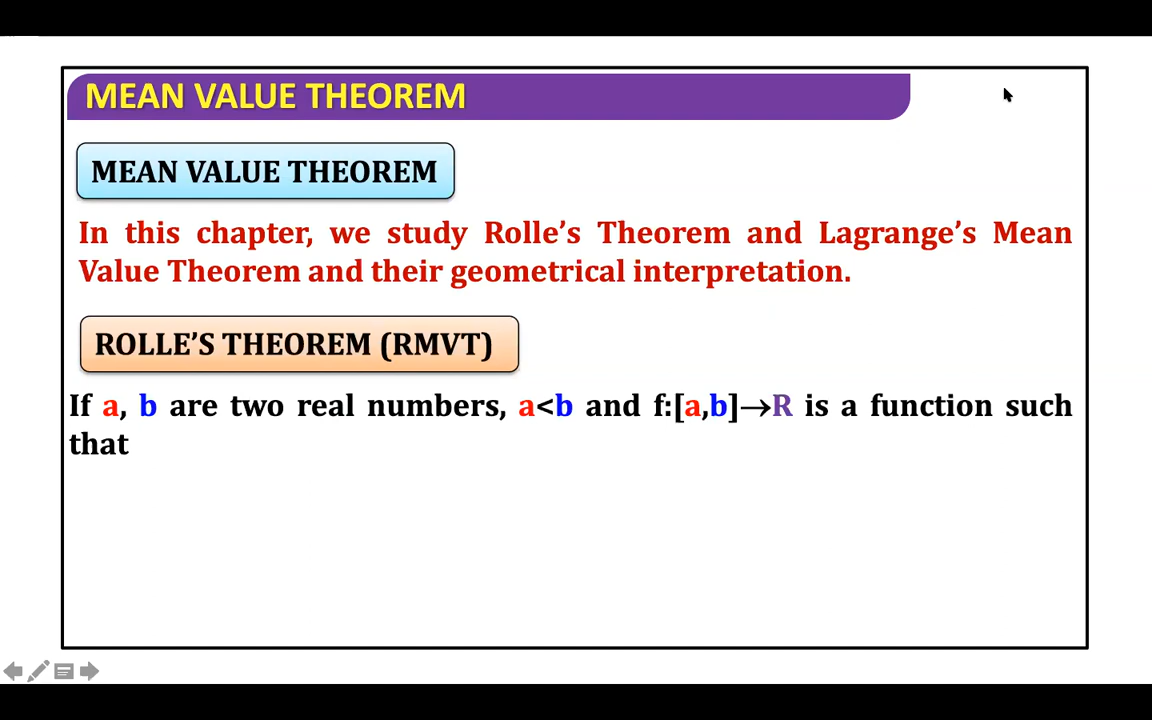 MEAN VALUE THEOREM
MEAN VALUE THEOREM
In this chapter, we study Rolle’s Theorem and Lagrange’s Mean
Value Theorem and their geometrical interpretation.
ROLLE’S THEOREM (RMVT)
If a, b are two real numbers, a<b and f:[a,b]→R is a function such
that